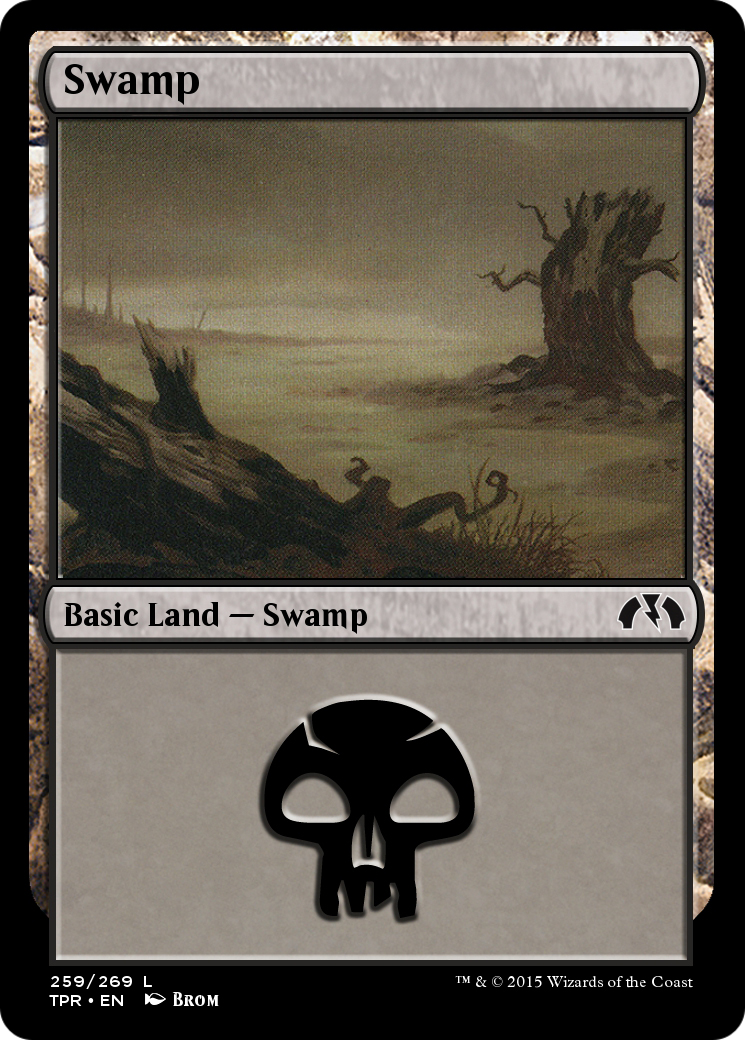 Swamp
Basic Land — Swamp
259/269 L
TPR • EN Brom
™ & © 2015 Wizards of the Coast